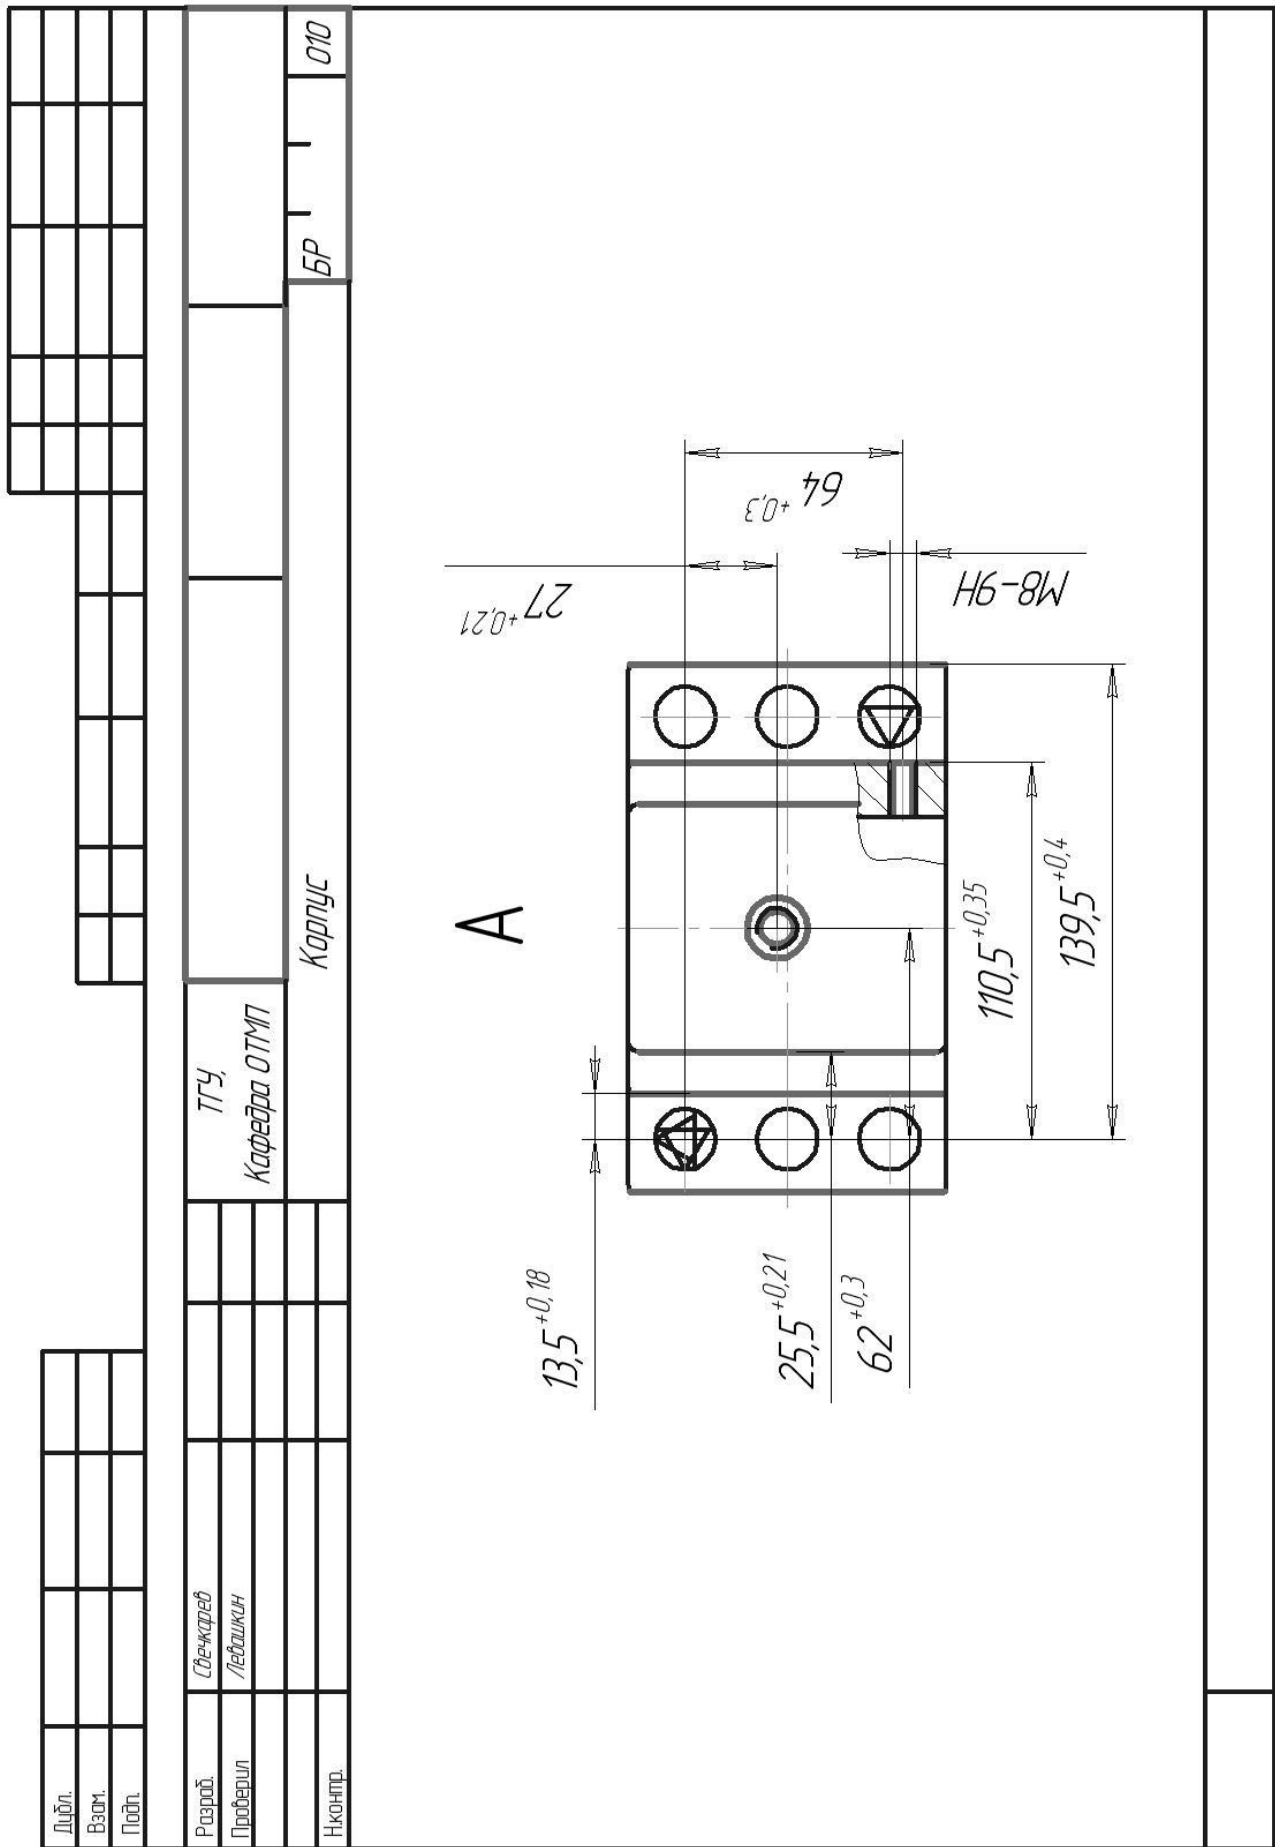 Дубл.
Взам.
Подп.
Разраб.
Свечкарев
ТГУ,
Кафедра ОТМП
Проверил
Левашкин
Н.контр.
Корпус
БР
010
А
27 +0,21
64 +0,3
М8-9Н
13,5 +0,18
25,5 +0,21
62 +0,3
110,5 +0,35
139,5 +0,4